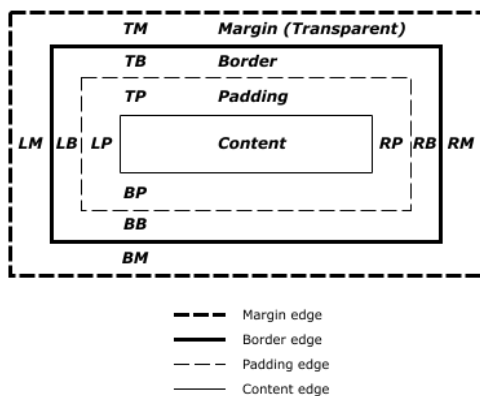 TM Margin (Transparent)
TB Border
TP Padding
LM LB LP Content RP RB RM
BP
BB
BM
Margin edge
Border edge
Padding edge
Content edge